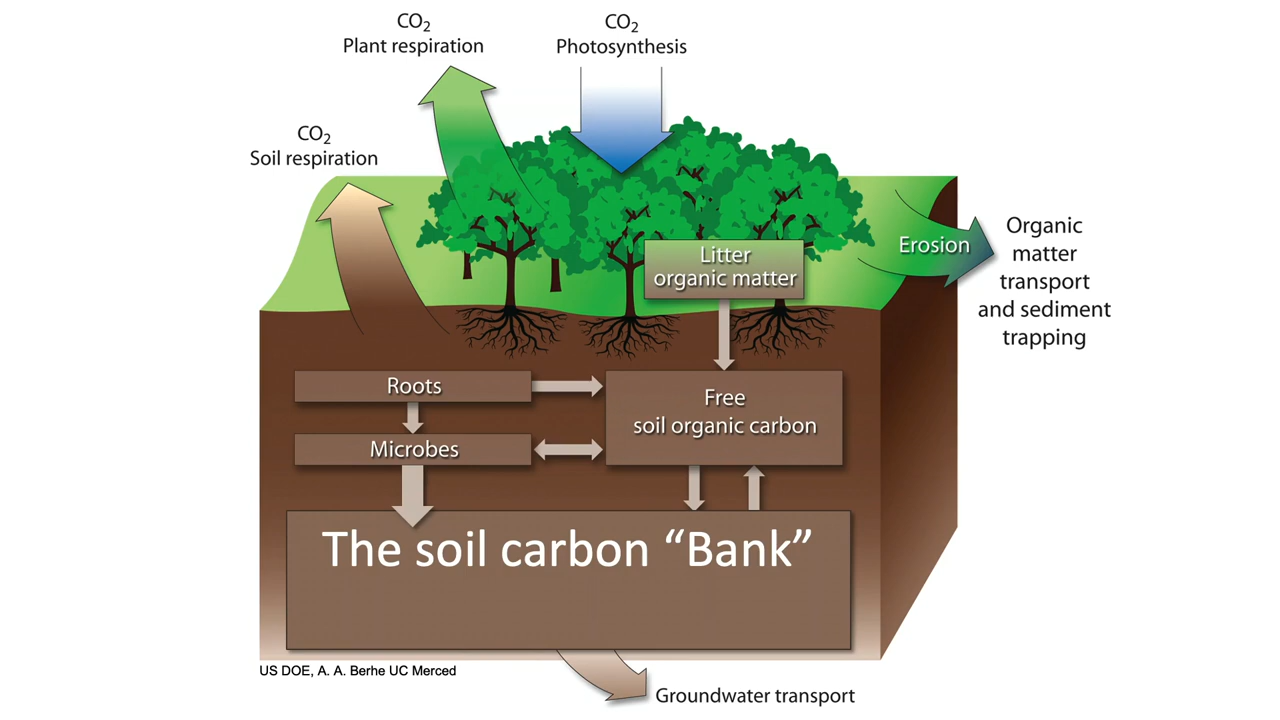 CO₂
Plant respiration
CO₂
Photosynthesis
CO₂
Soil respiration
Erosion
Organic
matter
transport
and sediment
trapping
Litter
organic matter
Roots
Free
soil organic carbon
Microbes
The soil carbon “Bank”
US DOE, A. A. Berhe UC Merced
Groundwater transport